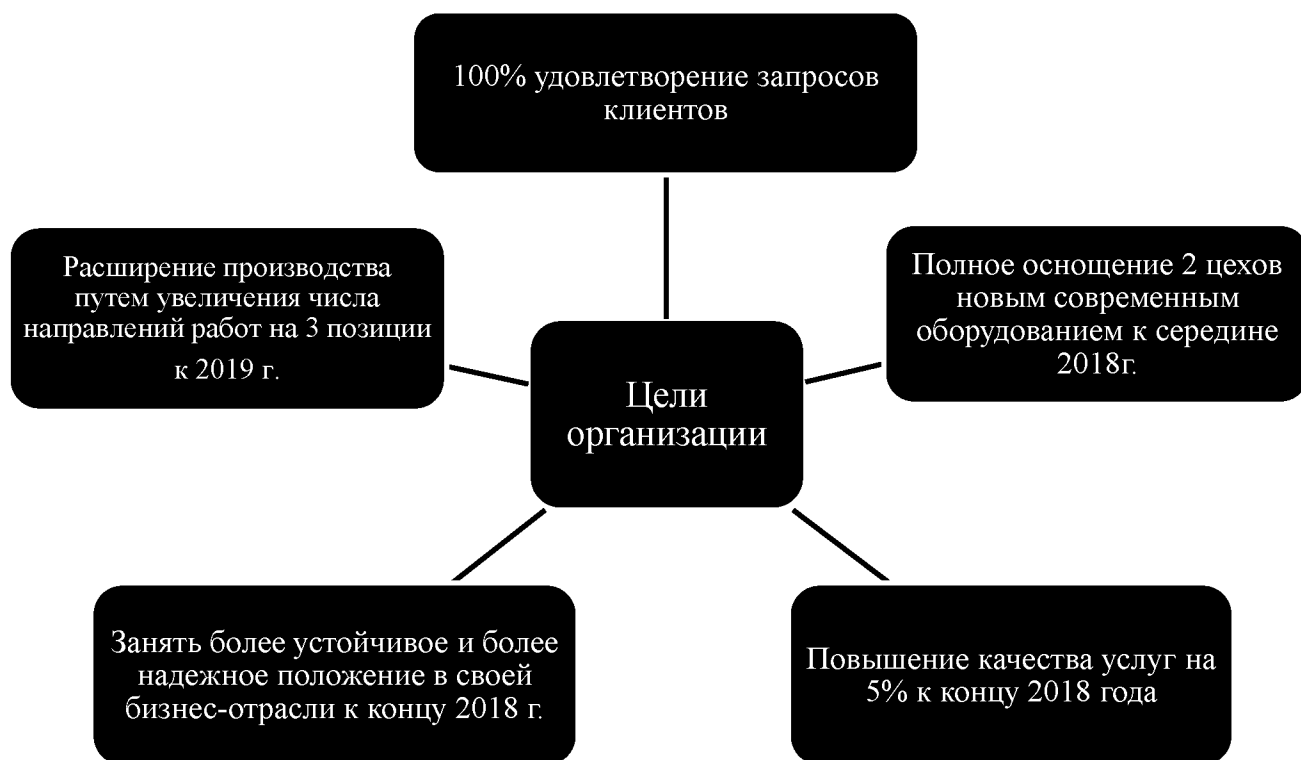 100% удовлетворение запросов
клиентов
Расширение производства
путем увеличения числа
направлений работ на 3 позиции
к 2019 г.
Полное оснощение 2 цехов
новым современным
оборудованием к середине
2018г.
Цели
организации
Занять более устойчивое и более
надежное положение в своей
бизнес-отрасли к концу 2018 г.
Повышение качества услуг на
5% к концу 2018 года